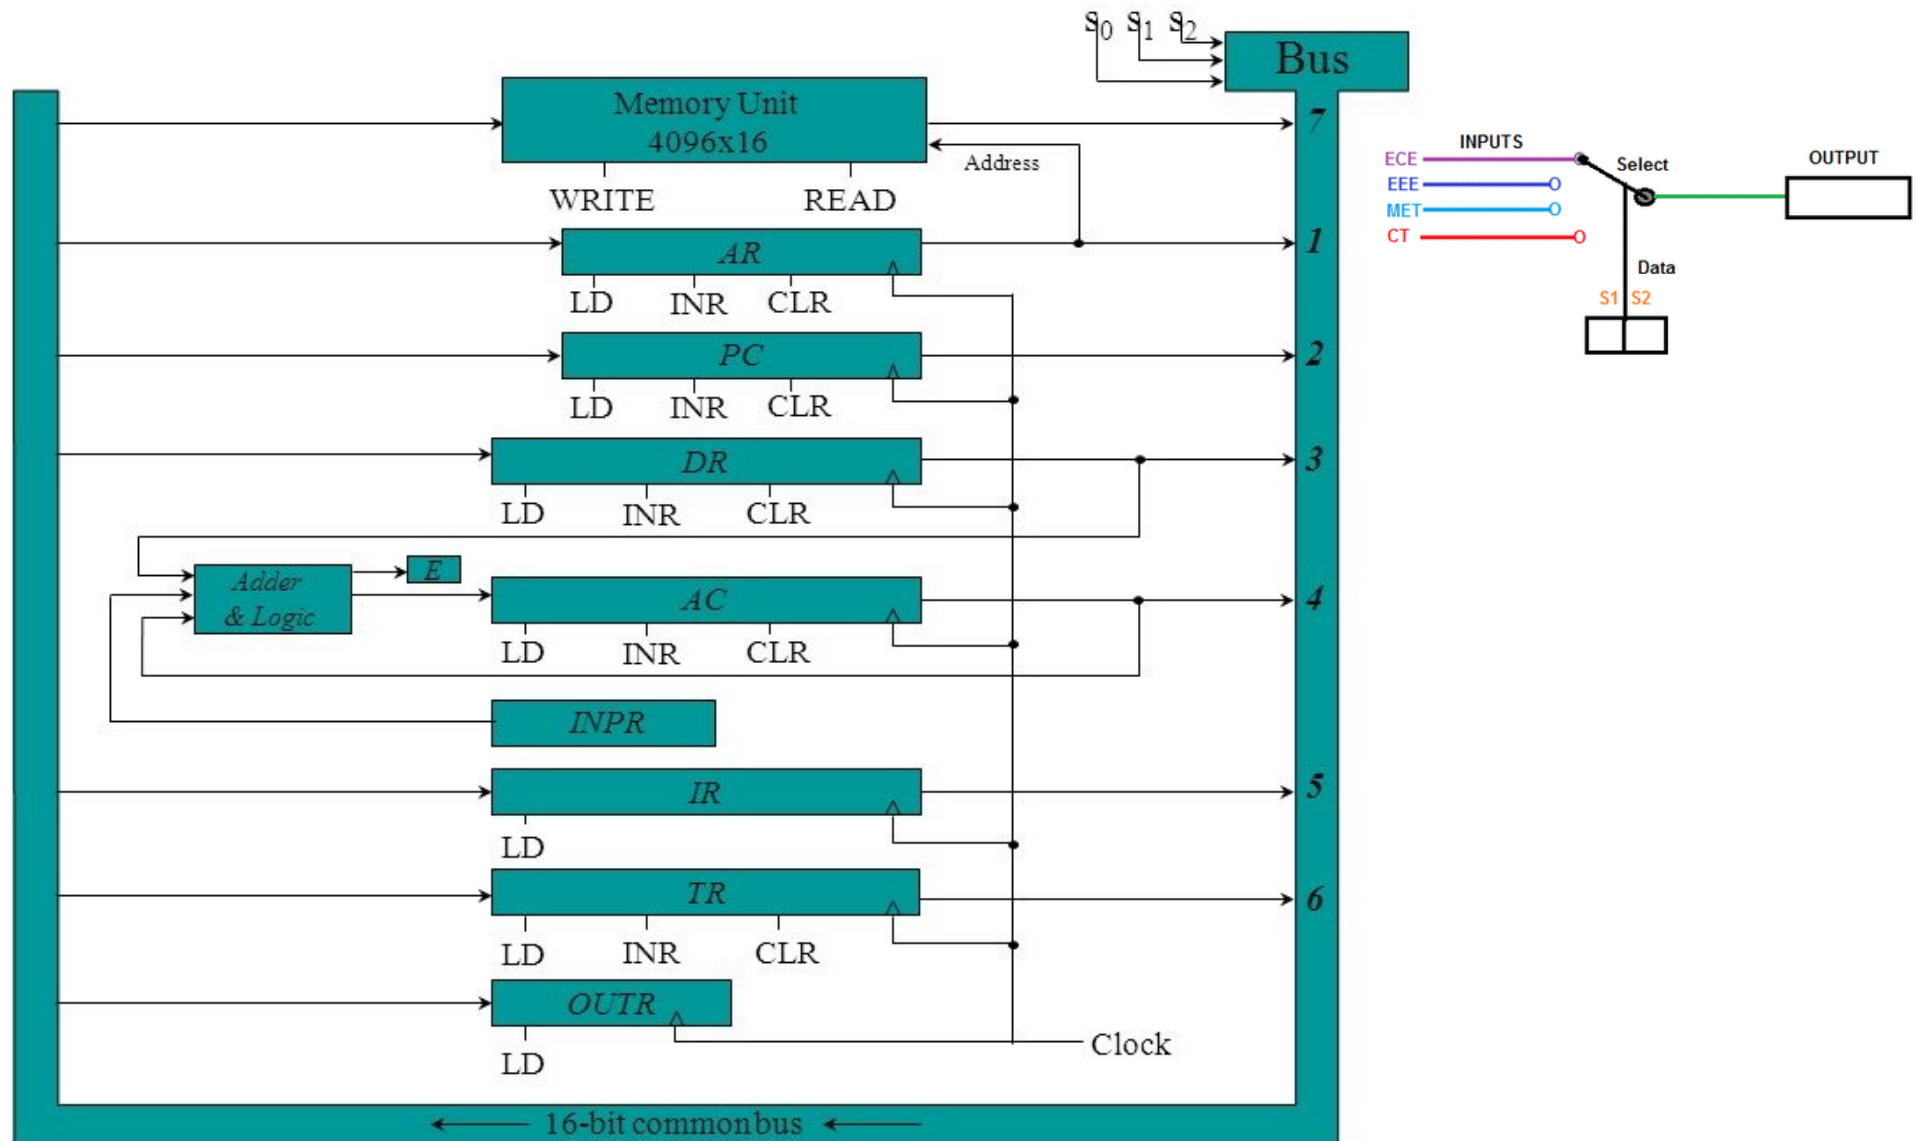 S0 S1 S2
Bus
Memory Unit
4096x16
7
Address
WRITE READ
AR
1
LD INR CLR
PC
2
LD INR CLR
DR
3
LD INR CLR
Adder
& Logic
E
AC
4
LD INR CLR
INPR
IR
5
LD
TR
6
LD INR CLR
OUTR
LD
Clock
16-bit common bus
INPUTS
ECE
EEE
MET
CT
Select
OUTPUT
Data
S1 S2